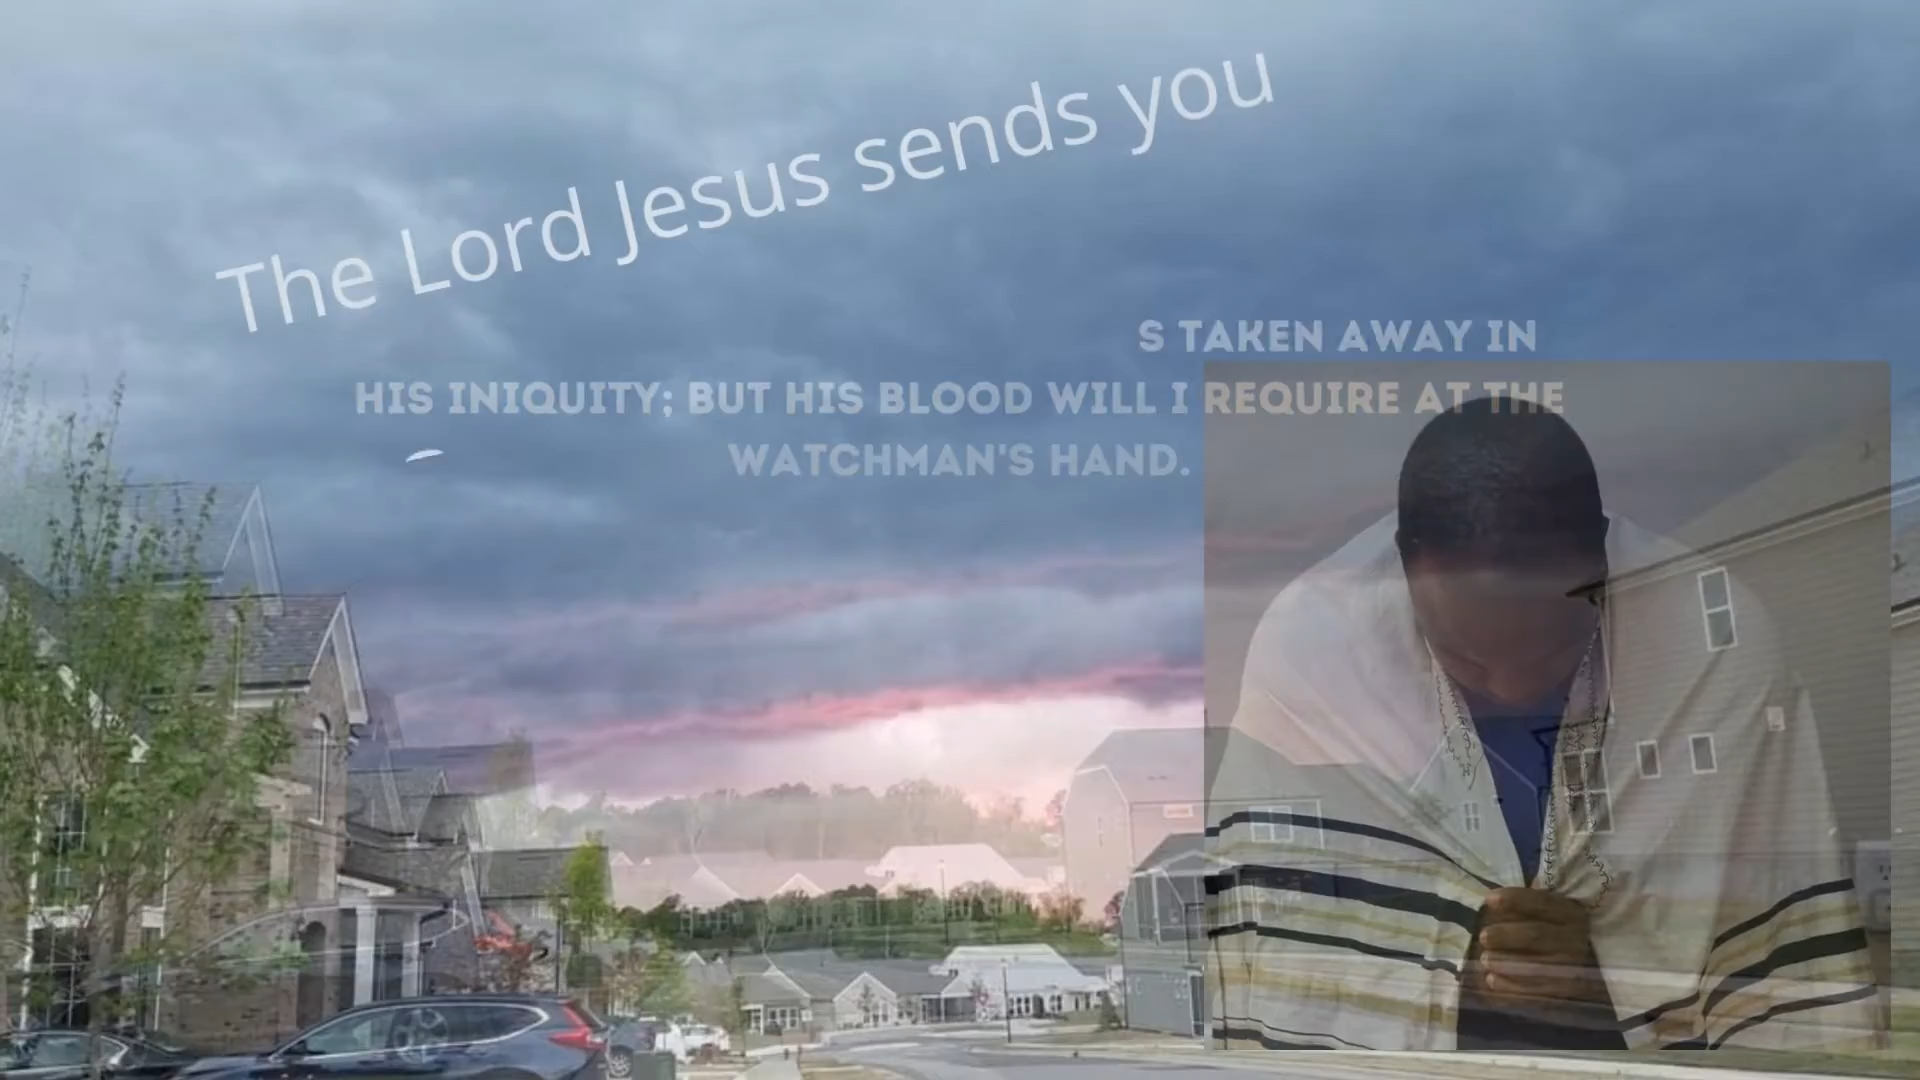 The Lord Jesus sends you
S TAKEN AWAY IN
HIS INIQUITY; BUT HIS BLOOD WILL I REQUIRE AT THE
WATCHMAN'S HAND.